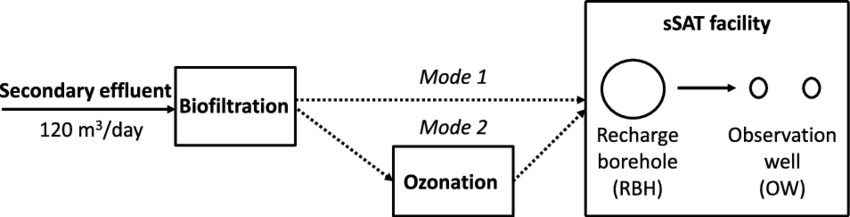 Secondary effluent
120 m³/day
Biofiltration
Mode 1
Mode 2
Ozonation
sSAT facility
Recharge
borehole
(RBH)
Observation
well
(OW)